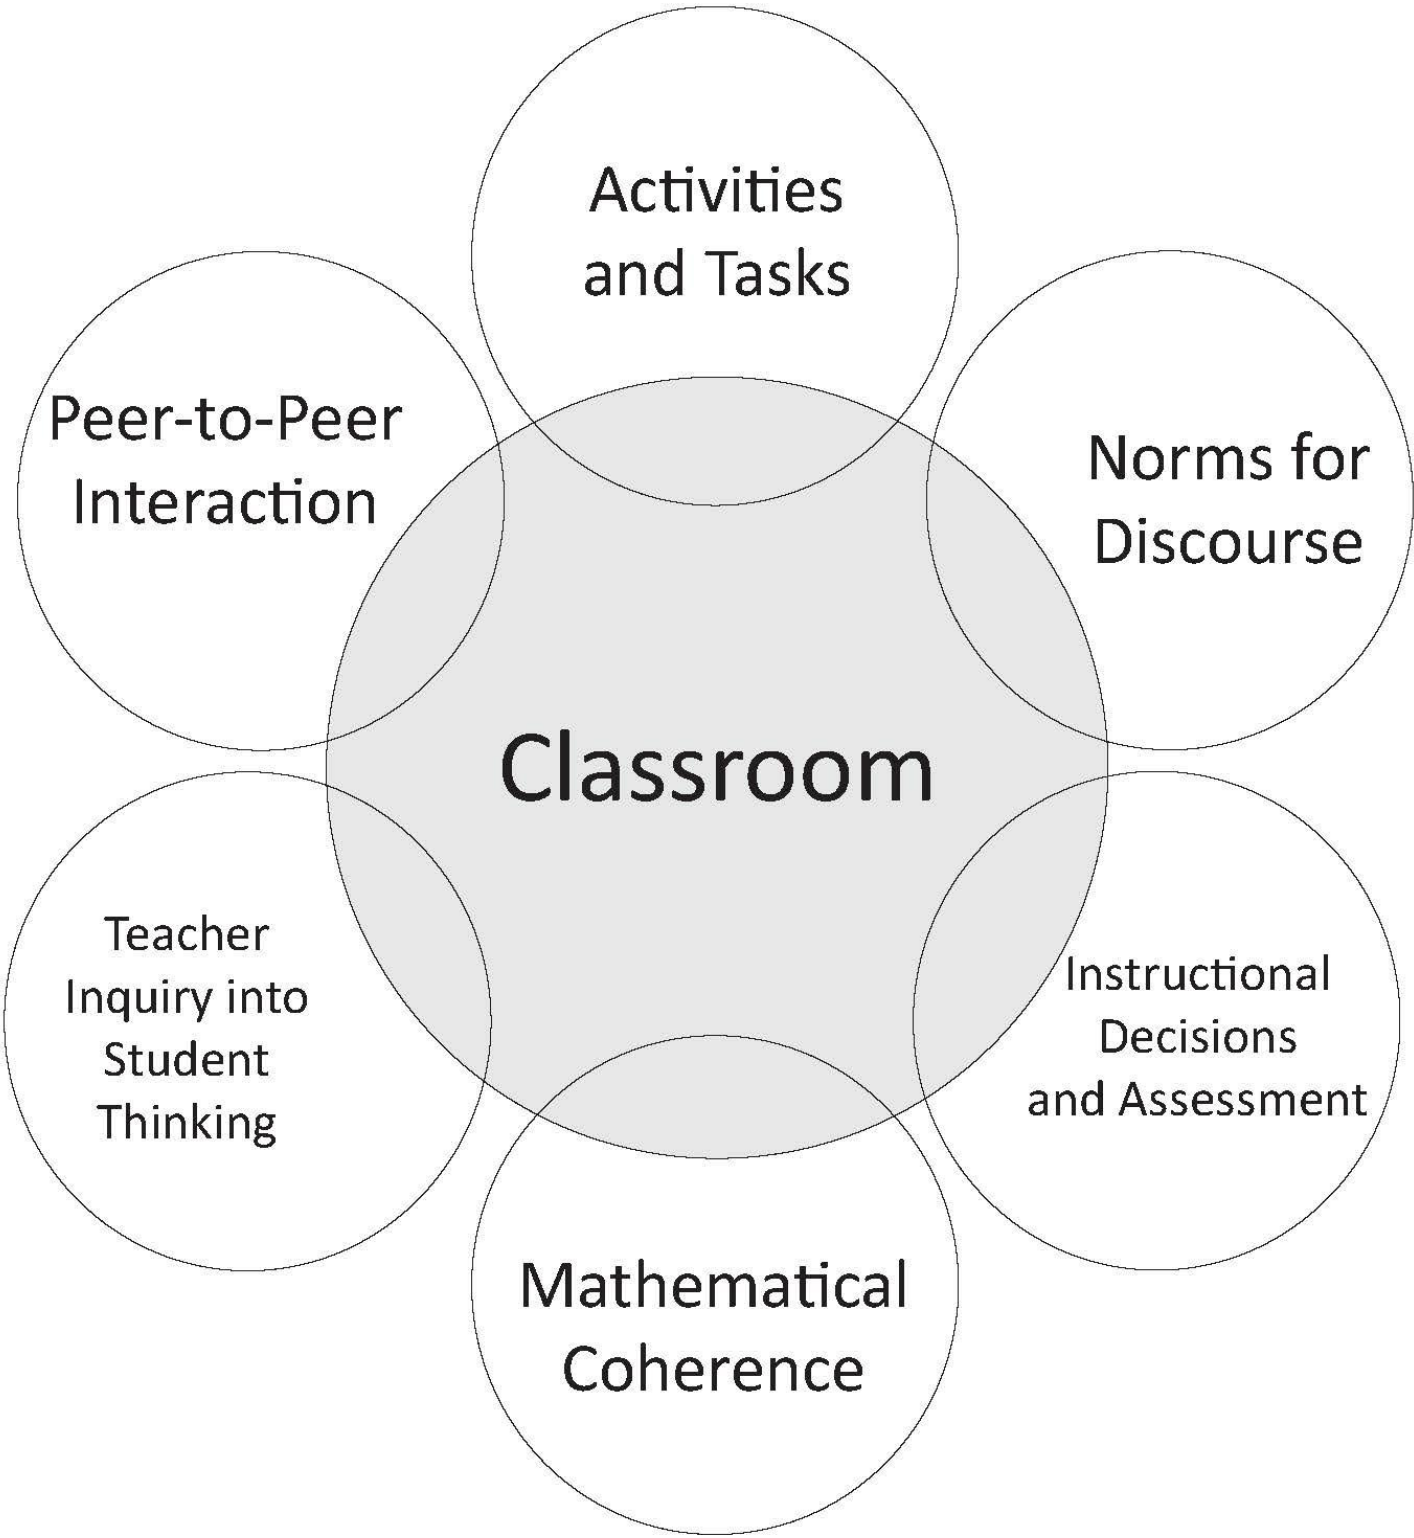 Activities
and Tasks
Peer-to-Peer
Interaction
Norms for
Discourse
Classroom
Teacher
Inquiry into
Student
Thinking
Instructional
Decisions
and Assessment
Mathematical
Coherence